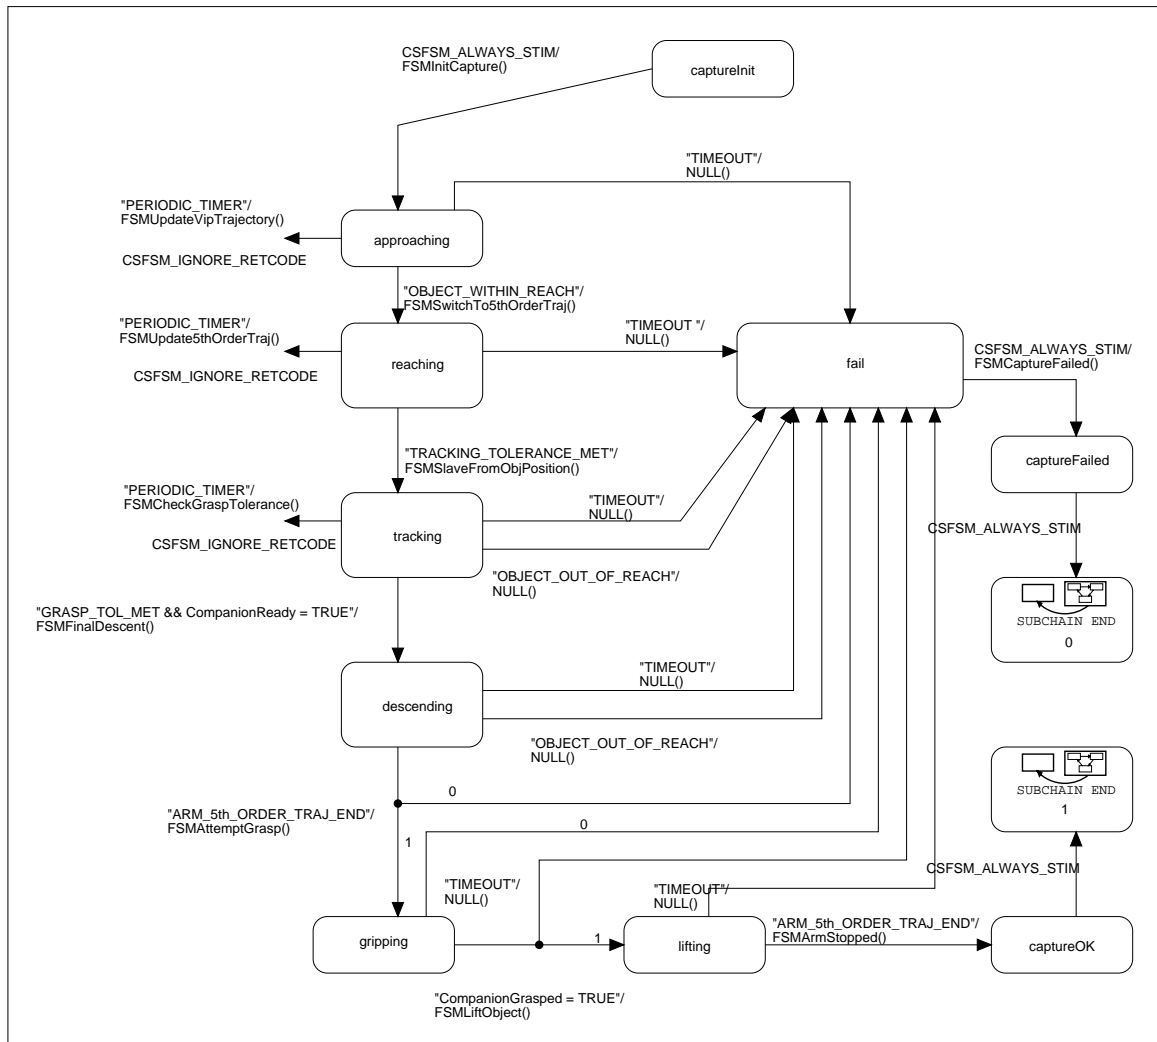 CSFSM_ALWAYS_STIM/
FSMInitCapture()
captureInit
"TIMEOUT"/
NULL()
"PERIODIC_TIMER"/
FSMUpdateVipTrajectory()
approaching
CSFSM_IGNORE_RETCODE
"OBJECT_WITHIN_REACH"/
FSMSwitchTo5thOrderTraj()
"PERIODIC_TIMER"/
FSMUpdate5thOrderTraj()
reaching
CSFSM_IGNORE_RETCODE
"TIMEOUT "/
NULL()
fail
CSFSM_ALWAYS_STIM/
FSMCaptureFailed()
captureFailed
"TRACKING_TOLERANCE_MET"/
FSMSlaveFromObjPosition()
"PERIODIC_TIMER"/
FSMCheckGraspTolerance()
tracking
CSFSM_IGNORE_RETCODE
"TIMEOUT"/
NULL()
CSFSM_ALWAYS_STIM
"OBJECT_OUT_OF_REACH"/
NULL()
SUBCHAIN END
0
"GRASP_TOL_MET && CompanionReady = TRUE"/
FSMFinalDescent()
descending
"TIMEOUT"/
NULL()
"OBJECT_OUT_OF_REACH"/
NULL()
SUBCHAIN END
1
0
"ARM_5th_ORDER_TRAJ_END"/
FSMAttemptGrasp()
1
0
CSFSM_ALWAYS_STIM
"TIMEOUT"/
NULL()
"TIMEOUT"/
NULL()
gripping
1
lifting
"ARM_5th_ORDER_TRAJ_END"/
FSMArmStopped()
captureOK
"CompanionGrasped = TRUE"/
FSMLiftObject()